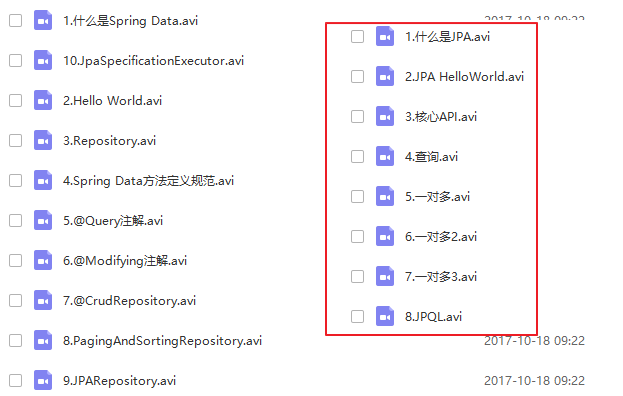 1.什么是Spring Data.avi
10.JpaSpecificationExecutor.avi
2.Hello World.avi
3.Repository.avi
4.Spring Data方法定义规范.avi
5.@Query注解.avi
6.@Modifying注解.avi
7.@CrudRepository.avi
8.PagingAndSortingRepository.avi 2017-10-18 09:22
9.JPARepository.avi 2017-10-18 09:22
2017-10-18 09:22
1.什么是JPA.avi
2.JPA HelloWorld.avi
3.核心API.avi
4.查询.avi
5.一对多.avi
6.一对多2.avi
7.一对多3.avi
8.JPQL.avi